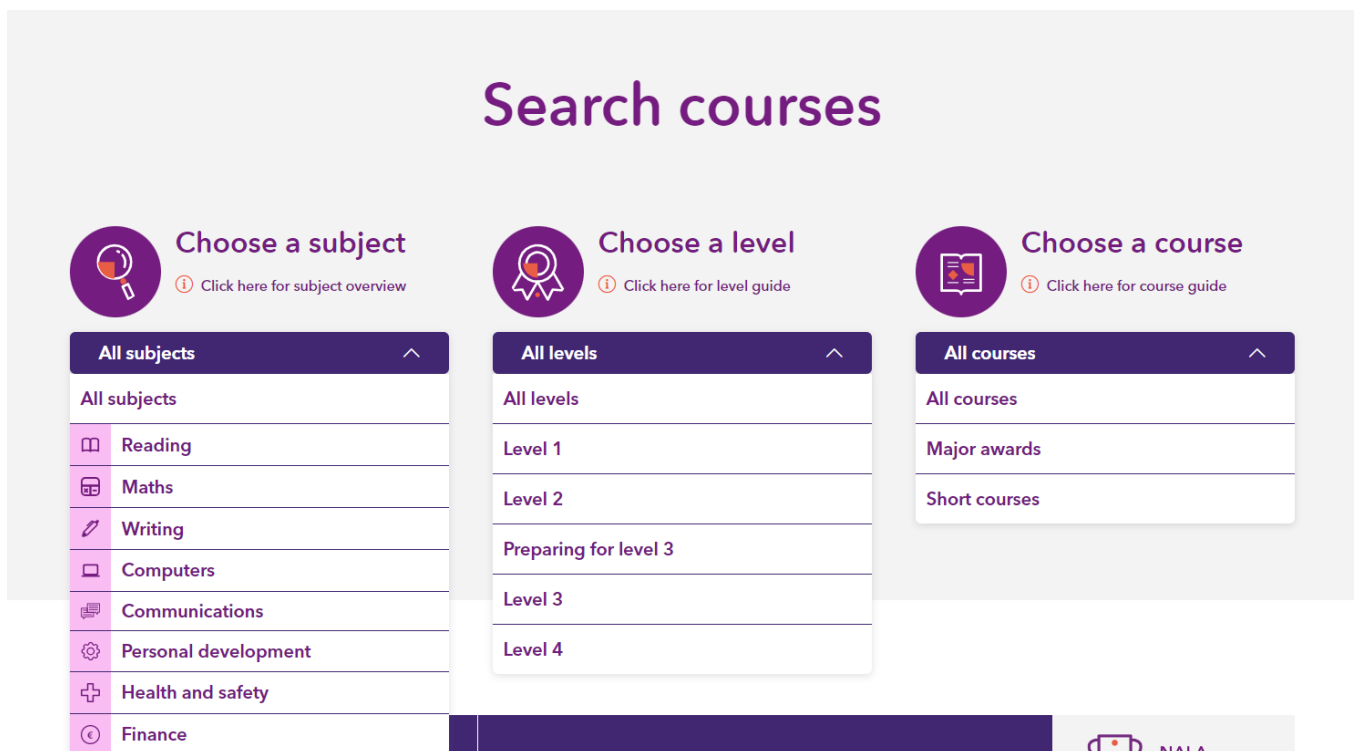 Search courses
Choose a subject
Click here for subject overview
All subjects
All subjects
Reading
Maths
Writing
Computers
Communications
Personal development
Health and safety
Finance
Choose a level
Click here for level guide
All levels
All levels
Level 1
Level 2
Preparing for level 3
Level 3
Level 4
Choose a course
Click here for course guide
All courses
All courses
Major awards
Short courses
NALA